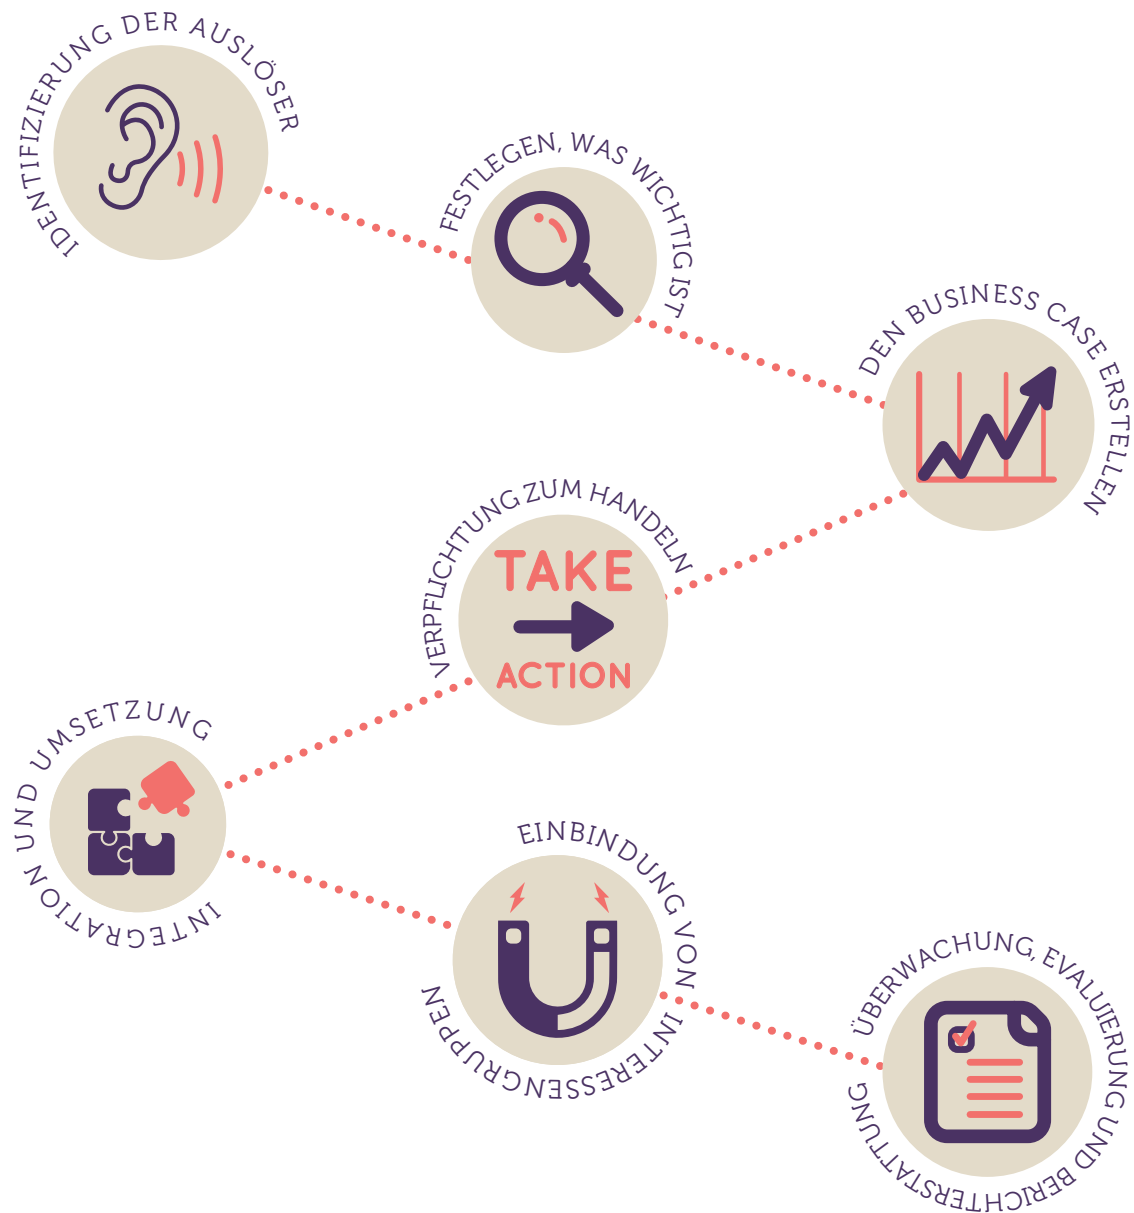 IDENTIFIZIERUNG DER AUSLÖSER
FESTLEGEN, WAS WICHTIG IST
DEN BUSINESS CASE ERSTELLEN
VERPFLICHTUNG ZUM HANDELN
TAKE
ACTION
INTEGRATION UND UMSETZUNG
EINBINDUNG VON INTERESSENGRUPPEN
ÜBERWACHUNG, EVALUIERUNG UND BERICHTERSTATTUNG